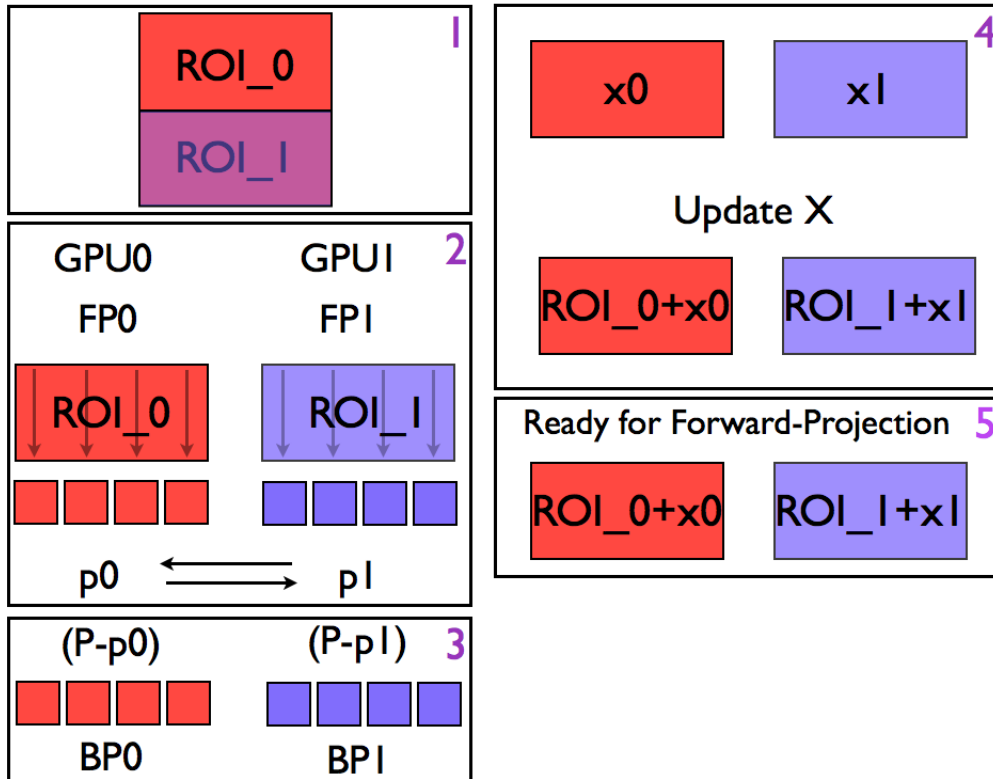 1
ROI_0
ROI_1
2
GPU0 GPU1
FP0 FP1
ROI_0 ROI_1
p0 p1
3
(P-p0) (P-p1)
BP0 BP1
4
x0 x1
Update X
ROI_0+x0 ROI_1+x1
Ready for Forward-Projection 5
ROI_0+x0 ROI_1+x1